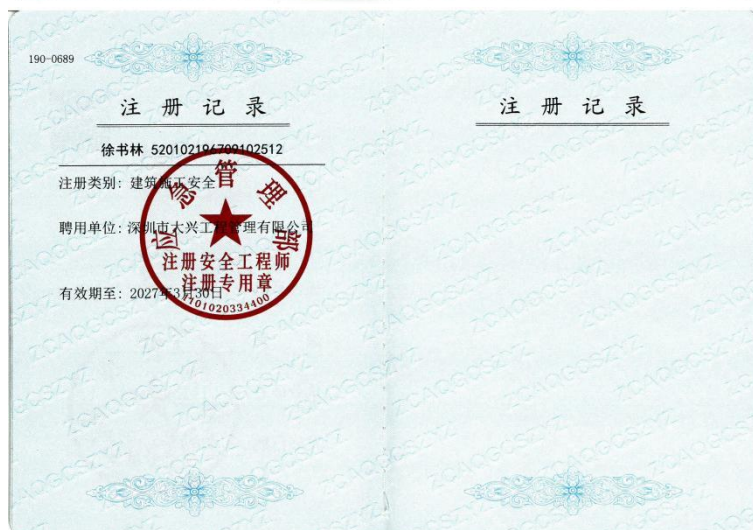 190-0689
注册记录
徐书林 520102196709102512
注册类别：建筑施工安全
聘用单位：深圳市大兴工程管理有限公司
有效期至：2027年3月30日
应急管理部
注册安全工程师
注册专用章
1701020334400
注册记录